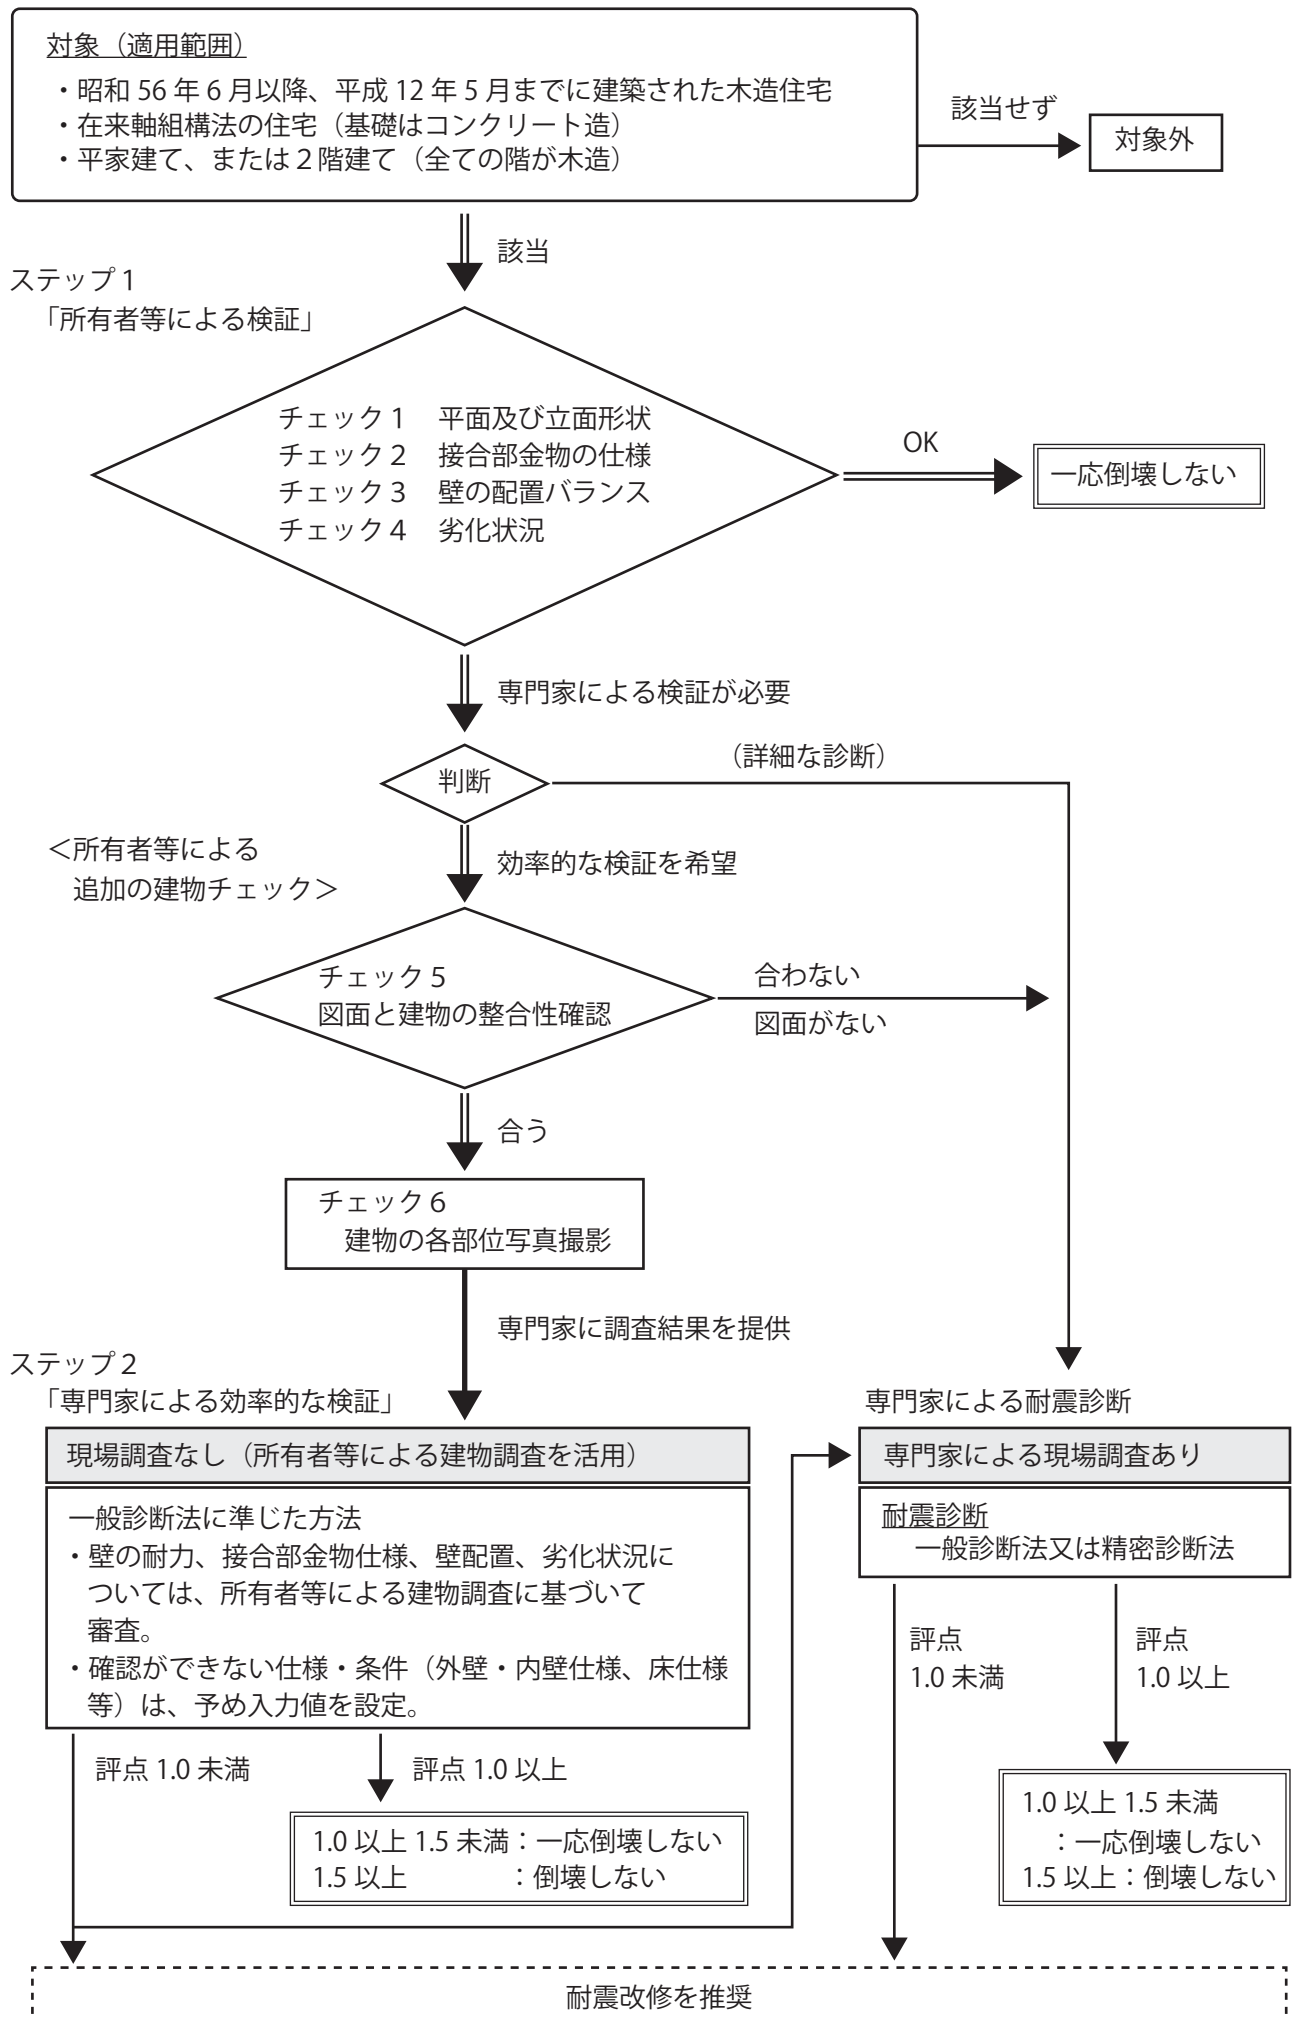 対象（適用範囲）
・昭和 56 年 6 月以降、平成 12 年 5 月までに建築された木造住宅
・在来軸組構法の住宅（基礎はコンクリート造）
・平家建て、または２階建て（全ての階が木造）
該当せず
対象外
該当
ステップ１
「所有者等による検証」
チェック１　平面及び立面形状
チェック２　接合部金物の仕様
チェック３　壁の配置バランス
チェック４　劣化状況
OK
一応倒壊しない
専門家による検証が必要
判断
（詳細な診断）
＜所有者等による
追加の建物チェック＞
効率的な検証を希望
チェック５
図面と建物の整合性確認
合わない
図面がない
合う
チェック６
建物の各部位写真撮影
専門家に調査結果を提供
ステップ２
「専門家による効率的な検証」
現場調査なし（所有者等による建物調査を活用）
一般診断法に準じた方法
・壁の耐力、接合部金物仕様、壁配置、劣化状況に
ついては、所有者等による建物調査に基づいて
審査。
・確認ができない仕様・条件（外壁・内壁仕様、床仕様
等）は、予め入力値を設定。
評点 1.0 未満
評点 1.0 以上
1.0 以上 1.5 未満：一応倒壊しない
1.5 以上　　　　：倒壊しない
専門家による耐震診断
専門家による現場調査あり
耐震診断
一般診断法又は精密診断法
評点
1.0 未満
評点
1.0 以上
1.0 以上 1.5 未満
：一応倒壊しない
1.5 以上：倒壊しない
耐震改修を推奨